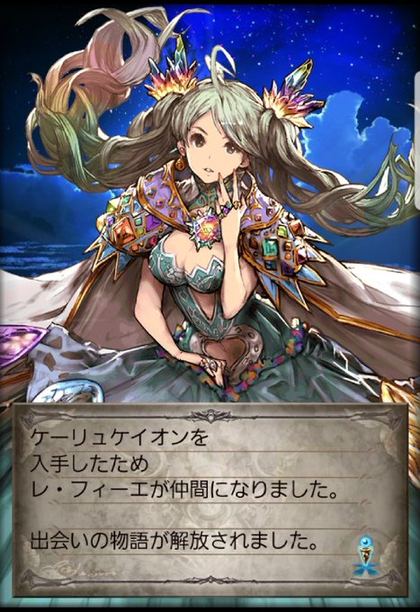 ケーリュケイオンを
入手したため
レ・フィーエが仲間になりました。
出会いの物語が解放されました。